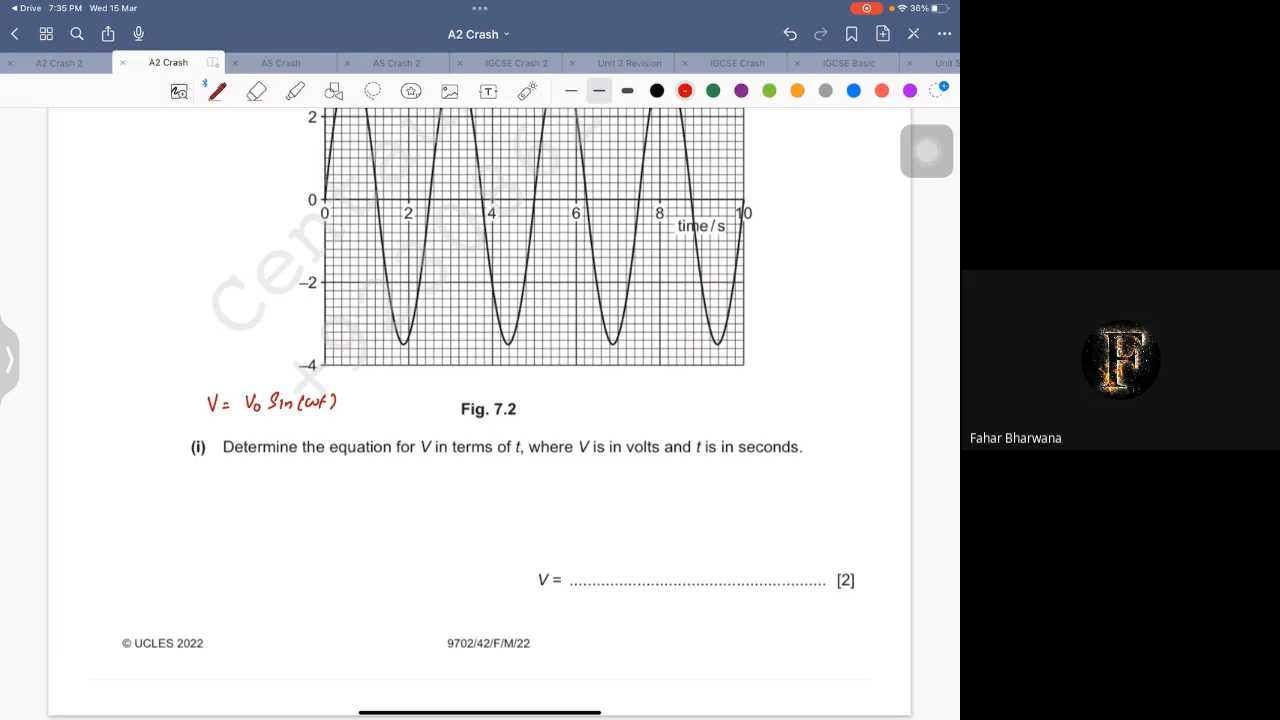 Drive 7:35 PM Wed 15 Mar 36%
A2 Crash
A2 Crash 2 A2 Crash AS Crash AS Crash 2 IGCSE Crash 2 Unit 2 Revision IGCSE Crash IGCSE Basic Unit 5
T
2
0
0 2 4 6 8 10
time / s
−2
−4
V = V₀ Sin(ωt)
Fig. 7.2
(i) Determine the equation for V in terms of t, where V is in volts and t is in seconds.
V = ........................................................ [2]
© UCLES 2022 9702/42/F/M/22
F
Fahar Bharwana